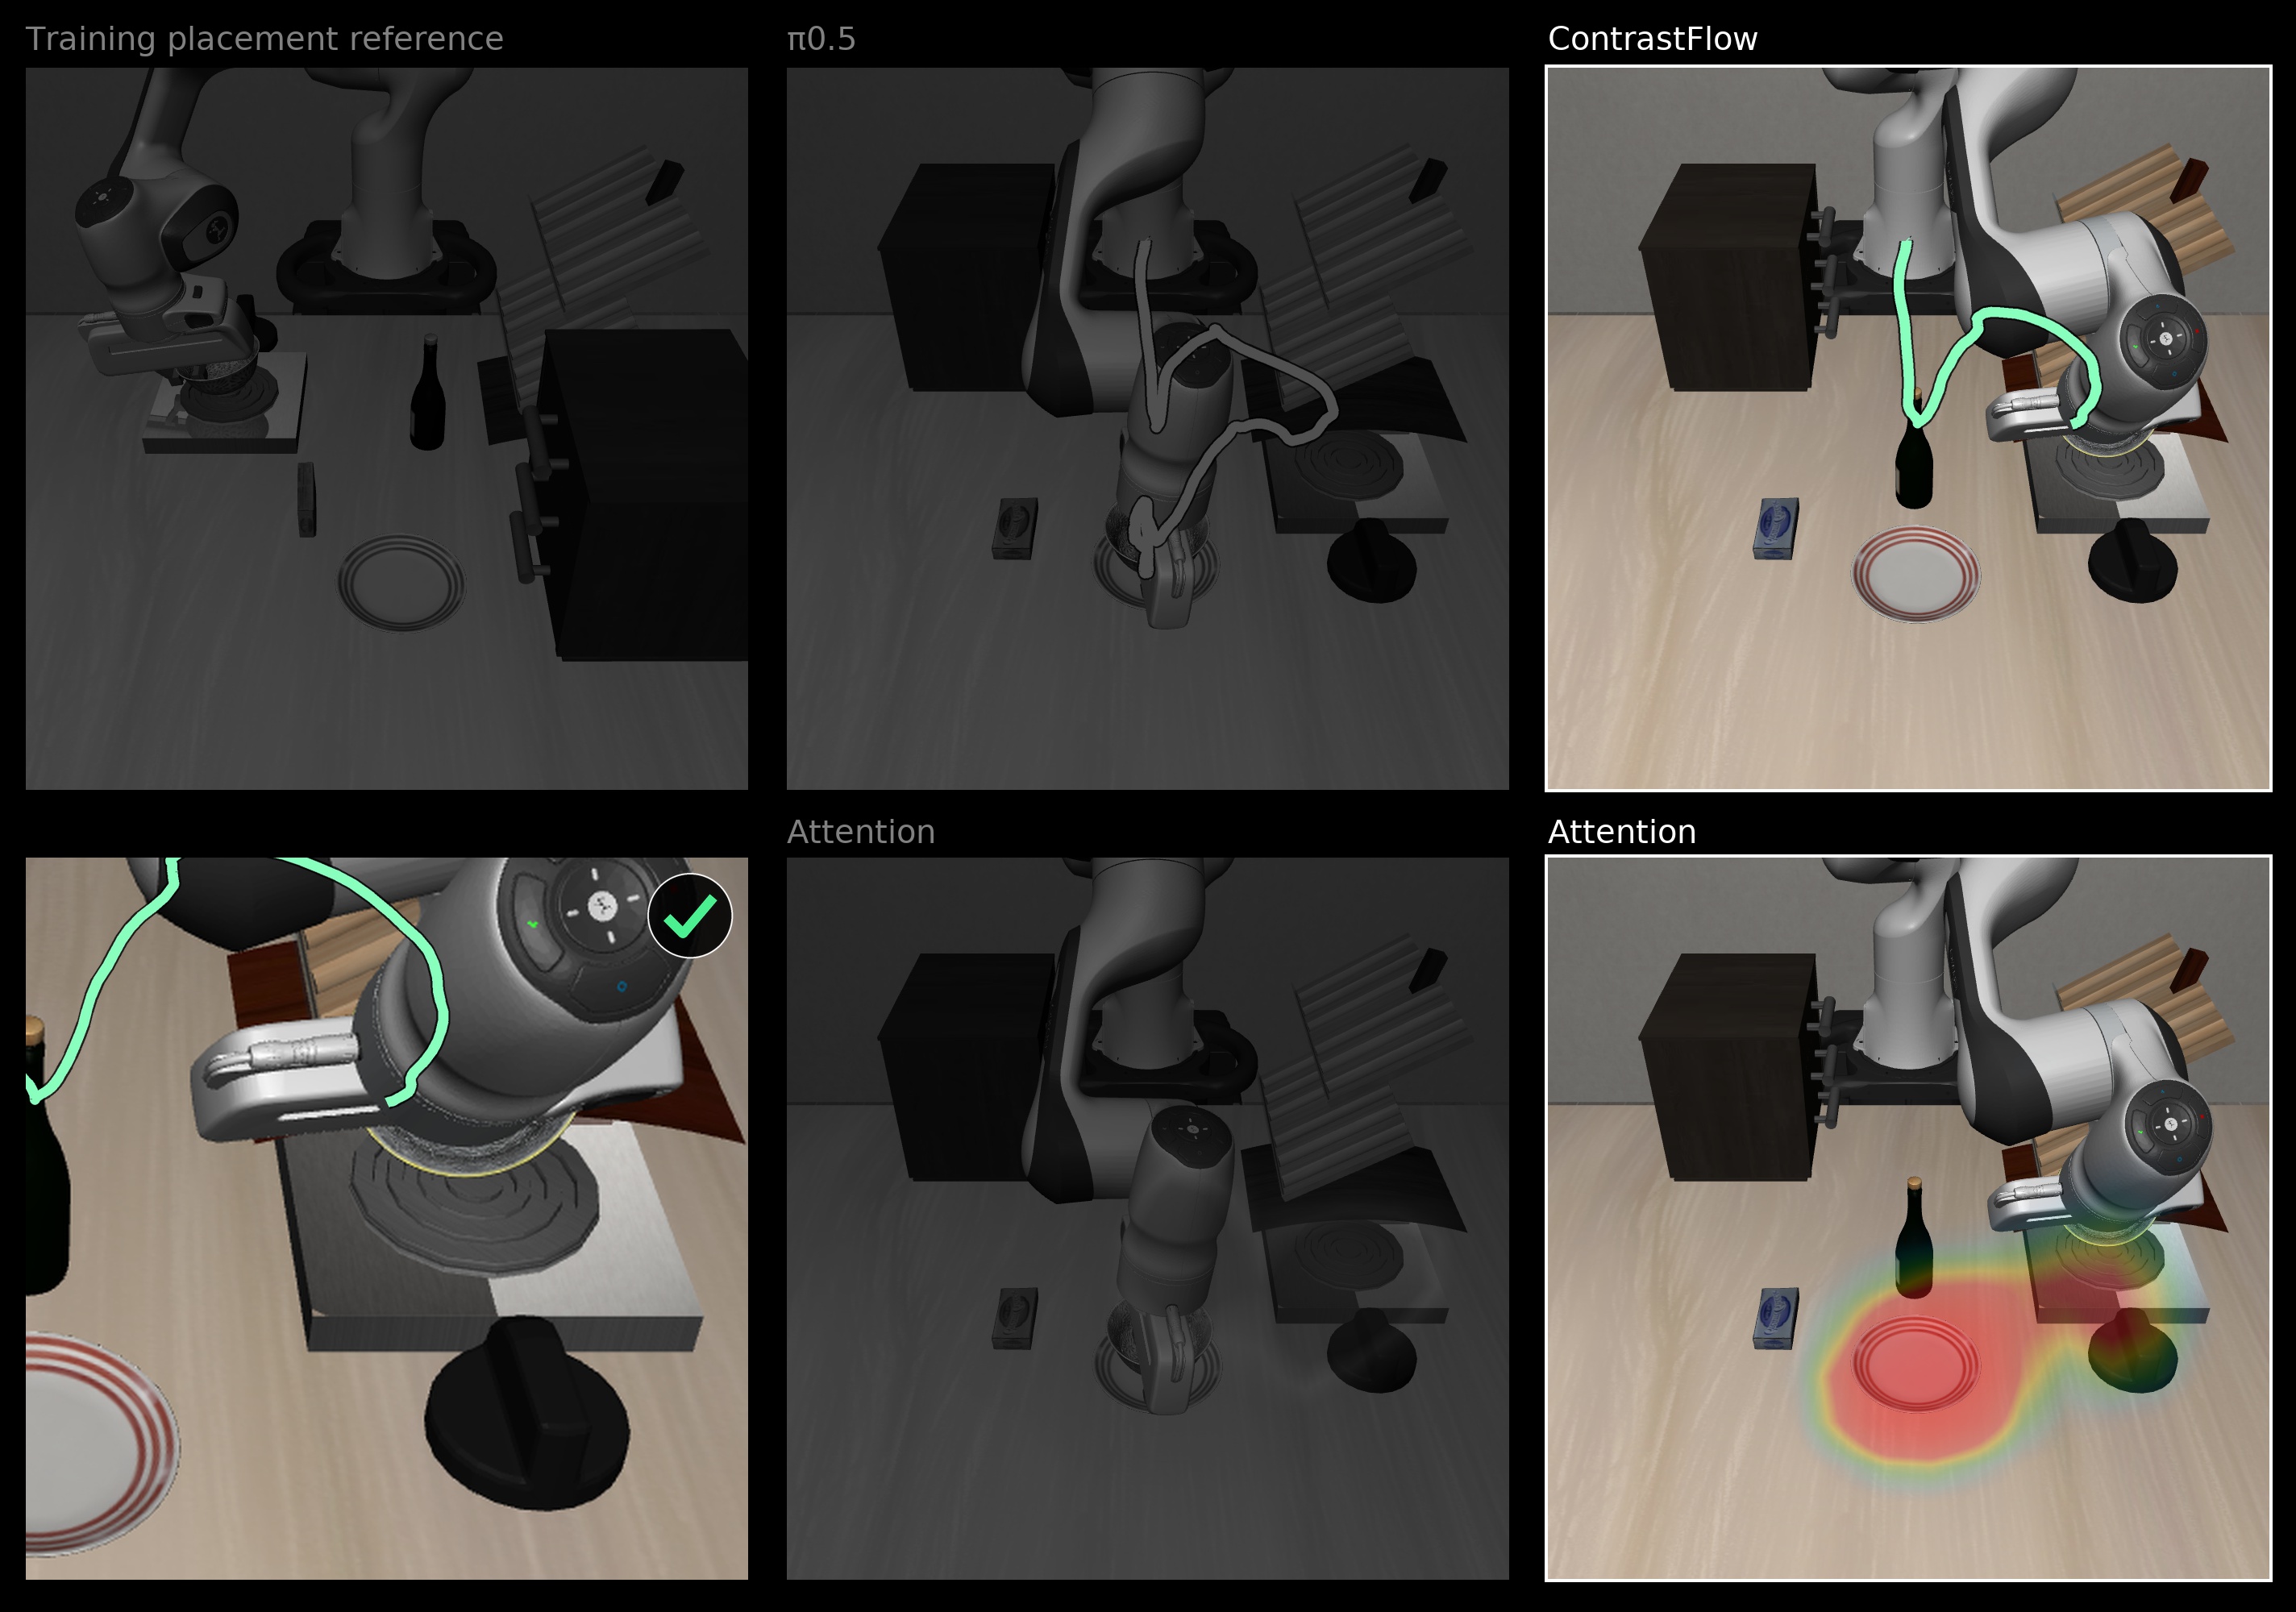 Training placement reference
π0.5
ContrastFlow
Attention
Attention